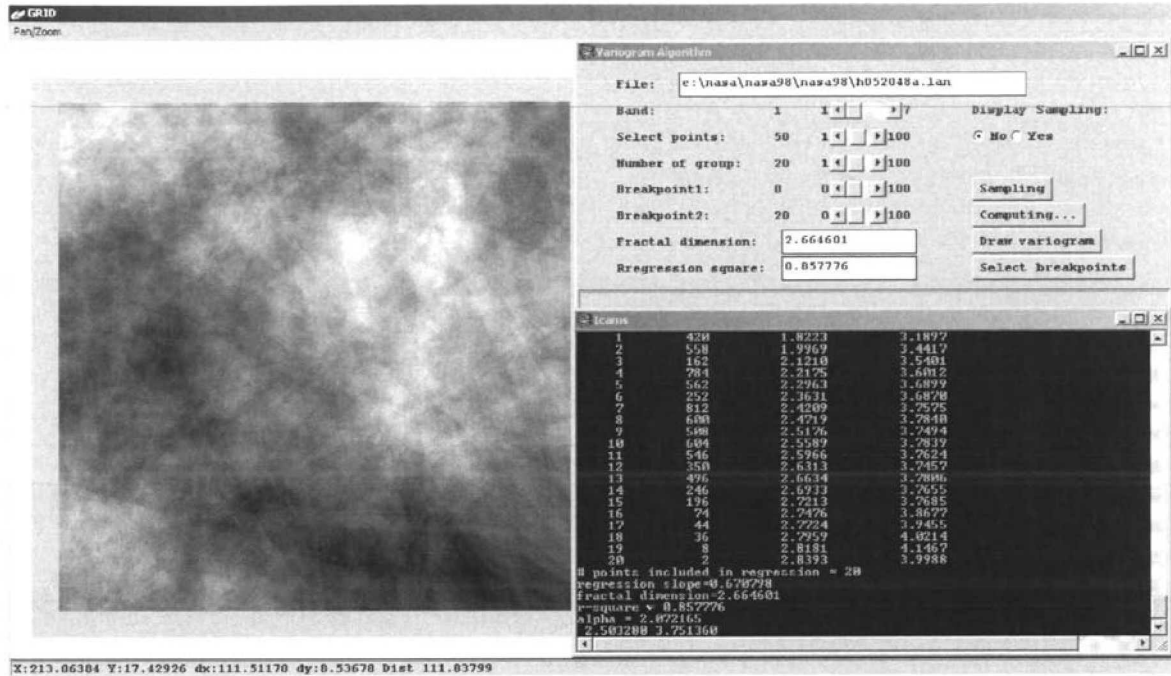 GRID
Pan/Zoom
Variogram Algorithm
File: e:\nasa\nasa98\nasa98\h052048a.lan
Band: 1 1 7 Display Sampling:
Select points: 50 1 100 No Yes
Number of group: 20 1 100
Breakpoint1: 0 0 100 Sampling
Breakpoint2: 20 0 100 Computing...
Fractal dimension: 2.664601 Draw variogram
Rregression square: 0.857776 Select breakpoints
Icams
1 420 1.8223 3.1897
2 558 1.9969 3.4417
3 162 2.1210 3.5401
4 784 2.2175 3.6012
5 562 2.2963 3.6899
6 252 2.3631 3.6870
7 812 2.4209 3.7575
8 600 2.4719 3.7840
9 508 2.5176 3.7494
10 604 2.5589 3.7839
11 546 2.5966 3.7624
12 350 2.6313 3.7457
13 496 2.6634 3.7806
14 246 2.6933 3.7655
15 196 2.7213 3.7685
16 74 2.7476 3.8677
17 44 2.7724 3.9455
18 36 2.7959 4.0214
19 8 2.8181 4.1467
20 2 2.8393 3.9988
# points included in regression = 20
regression slope=0.670798
fractal dimension=2.664601
r-square = 0.857776
alpha = 2.072165
2.503200 3.751360
X:213.06384 Y:17.42926 dx:111.51170 dy:8.53678 Dist 111.83799